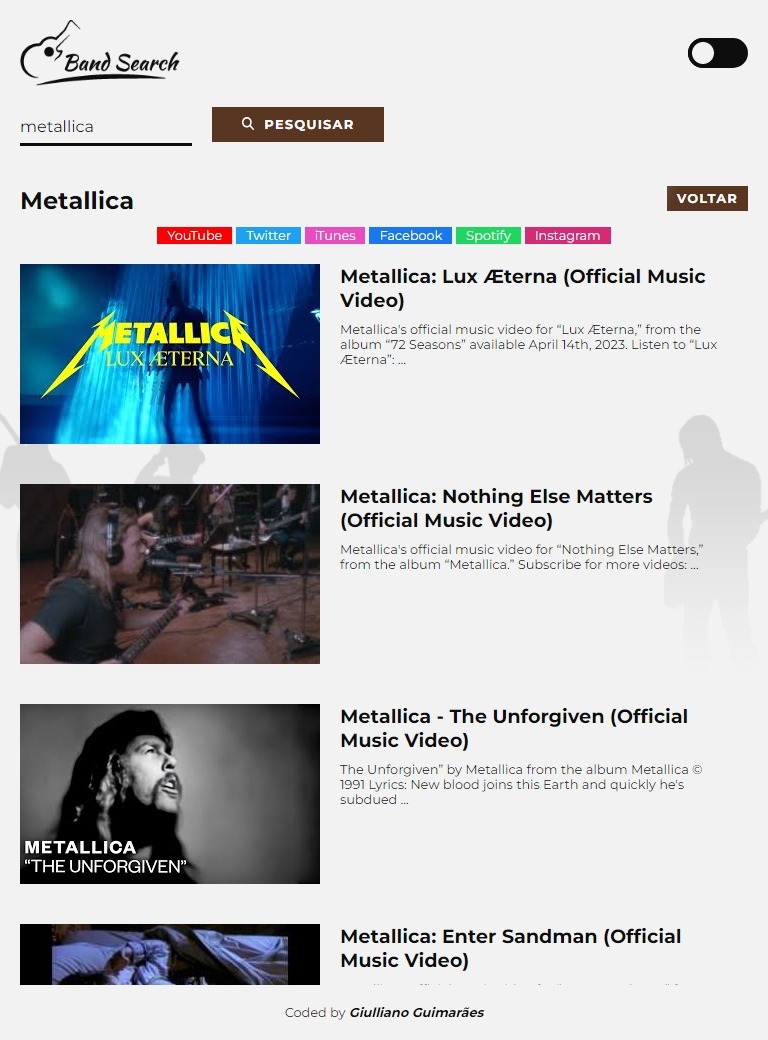 Band Search
metallica
PESQUISAR
Metallica
VOLTAR
YouTube Twitter iTunes Facebook Spotify Instagram
METALLICA
LUX ÆTERNA
Metallica: Lux Æterna (Official Music
Video)
Metallica's official music video for “Lux Æterna,” from the
album “72 Seasons” available April 14th, 2023. Listen to “Lux
Æterna”: ...
Metallica: Nothing Else Matters
(Official Music Video)
Metallica's official music video for “Nothing Else Matters,”
from the album “Metallica.” Subscribe for more videos: ...
METALLICA
“THE UNFORGIVEN”
Metallica - The Unforgiven (Official
Music Video)
The Unforgiven” by Metallica from the album Metallica ©
1991 Lyrics: New blood joins this Earth and quickly he's
subdued ...
Metallica: Enter Sandman (Official
Music Video)
Coded by Giulliano Guimarães